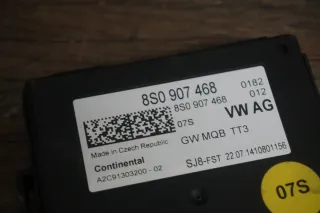 8S0 907 468
8S0 907 468 0182
012
07S VW AG
Made in Czech Republic GW MQB TT3
Continental
A2C91303200 - 02 SJB-FST 22.07 1410801156
07S